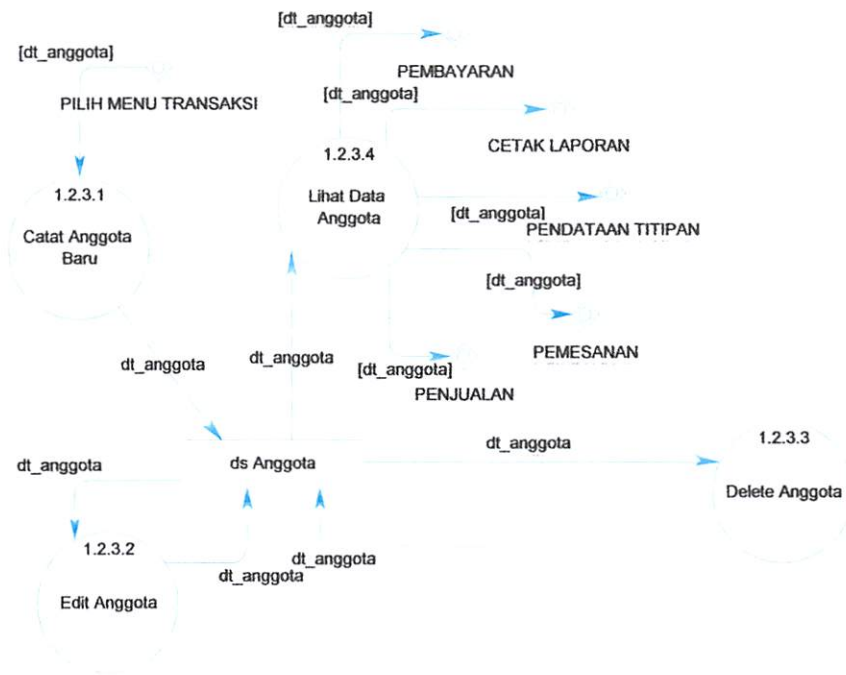 [dt_anggota]
[dt_anggota]
PEMBAYARAN
[dt_anggota]
PILIH MENU TRANSAKSI
CETAK LAPORAN
1.2.3.4
Lihat Data
Anggota
1.2.3.1
Catat Anggota
Baru
[dt_anggota]
PENDATAAN TITIPAN
[dt_anggota]
PEMESANAN
dt_anggota
dt_anggota
[dt_anggota]
PENJUALAN
dt_anggota
1.2.3.3
Delete Anggota
dt_anggota
ds Anggota
1.2.3.2
Edit Anggota
dt_anggota
dt_anggota